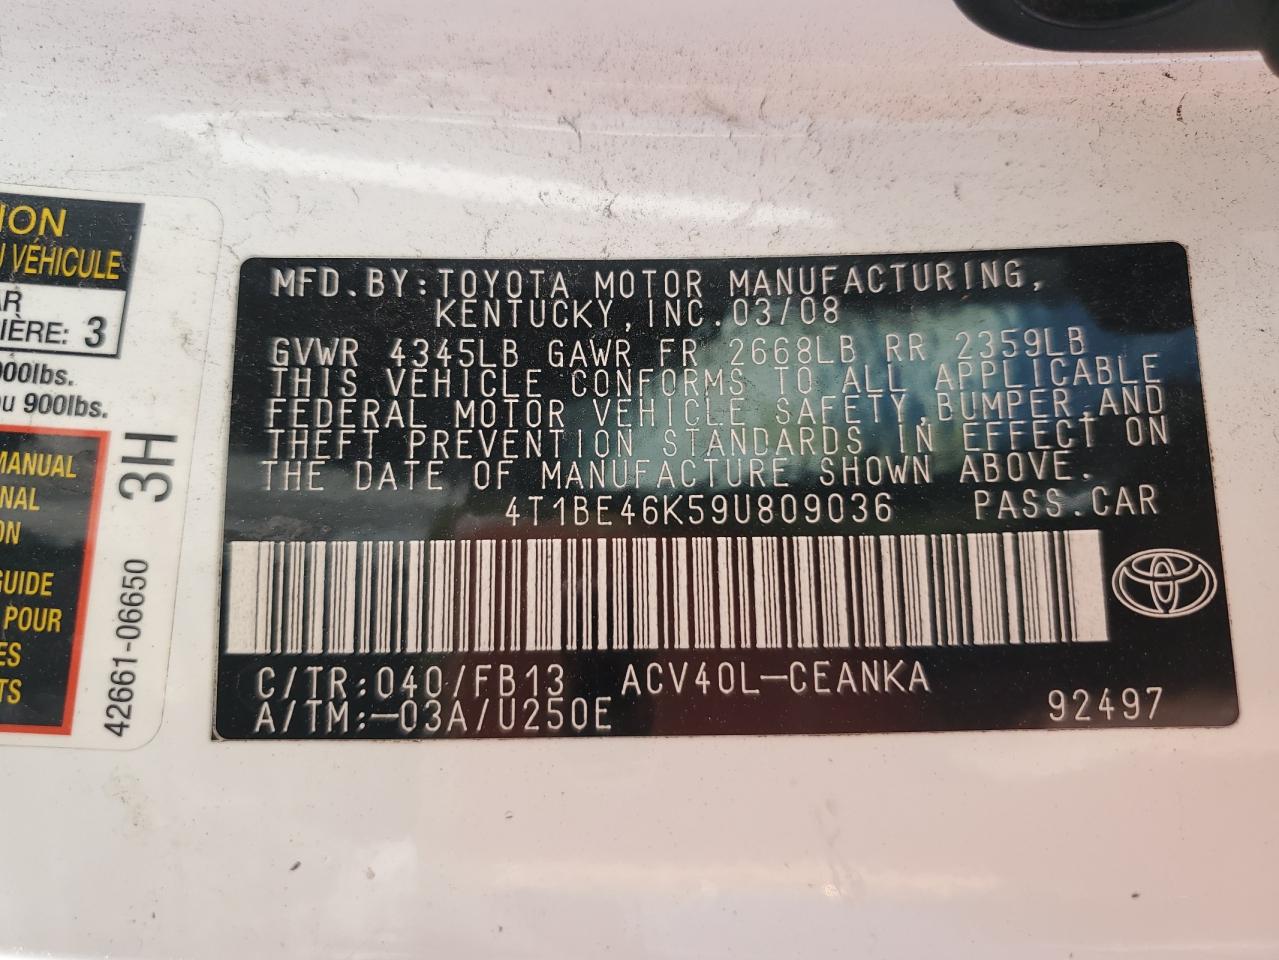 ION
U VÉHICULE
AR
IÈRE: 3
000lbs.
ou 900lbs.
MANUAL
NAL
ON
GUIDE
POUR
ES
TS
3H
42661-06650
MFD.BY:TOYOTA MOTOR MANUFACTURING,
KENTUCKY,INC.03/08
GVWR 4345LB GAWR FR 2668LB RR 2359LB
THIS VEHICLE CONFORMS TO ALL APPLICABLE
FEDERAL MOTOR VEHICLE SAFETY,BUMPER,AND
THEFT PREVENTION STANDARDS IN EFFECT ON
THE DATE OF MANUFACTURE SHOWN ABOVE.
4T1BE46K59U809036 PASS.CAR
C/TR:040/FB13 ACV40L-CEANKA
A/TM:-03A/U250E 92497